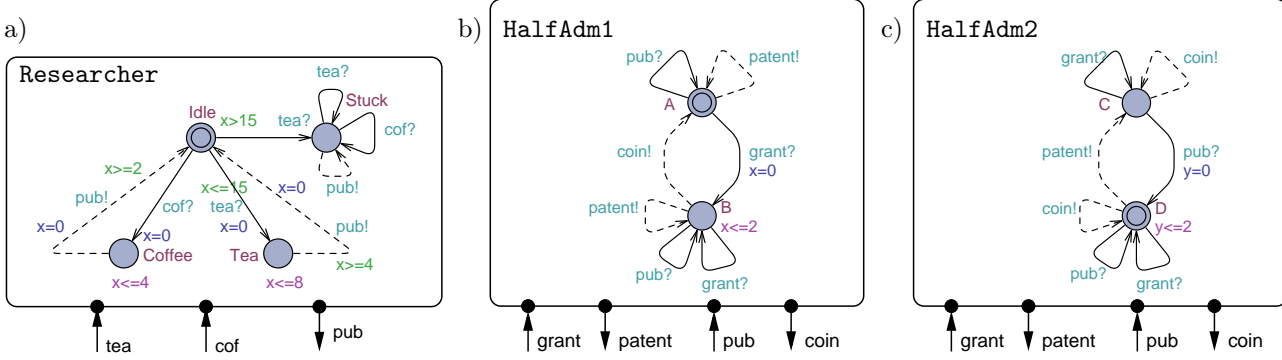 a)
Researcher
tea?
Idle
Stuck
x>15
tea?
cof?
x>=2
pub!
pub!
x<=15
x=0
cof?
tea?
pub!
x=0
x=0
x=0
Coffee
Tea
x>=4
x<=4
x<=8
tea
cof
pub
b)
HalfAdm1
pub?
patent!
A
coin!
grant?
x=0
patent!
B
x<=2
pub?
grant?
grant
patent
pub
coin
c)
HalfAdm2
grant?
coin!
C
patent!
pub?
y=0
coin!
D
y<=2
pub?
grant?
grant
patent
pub
coin